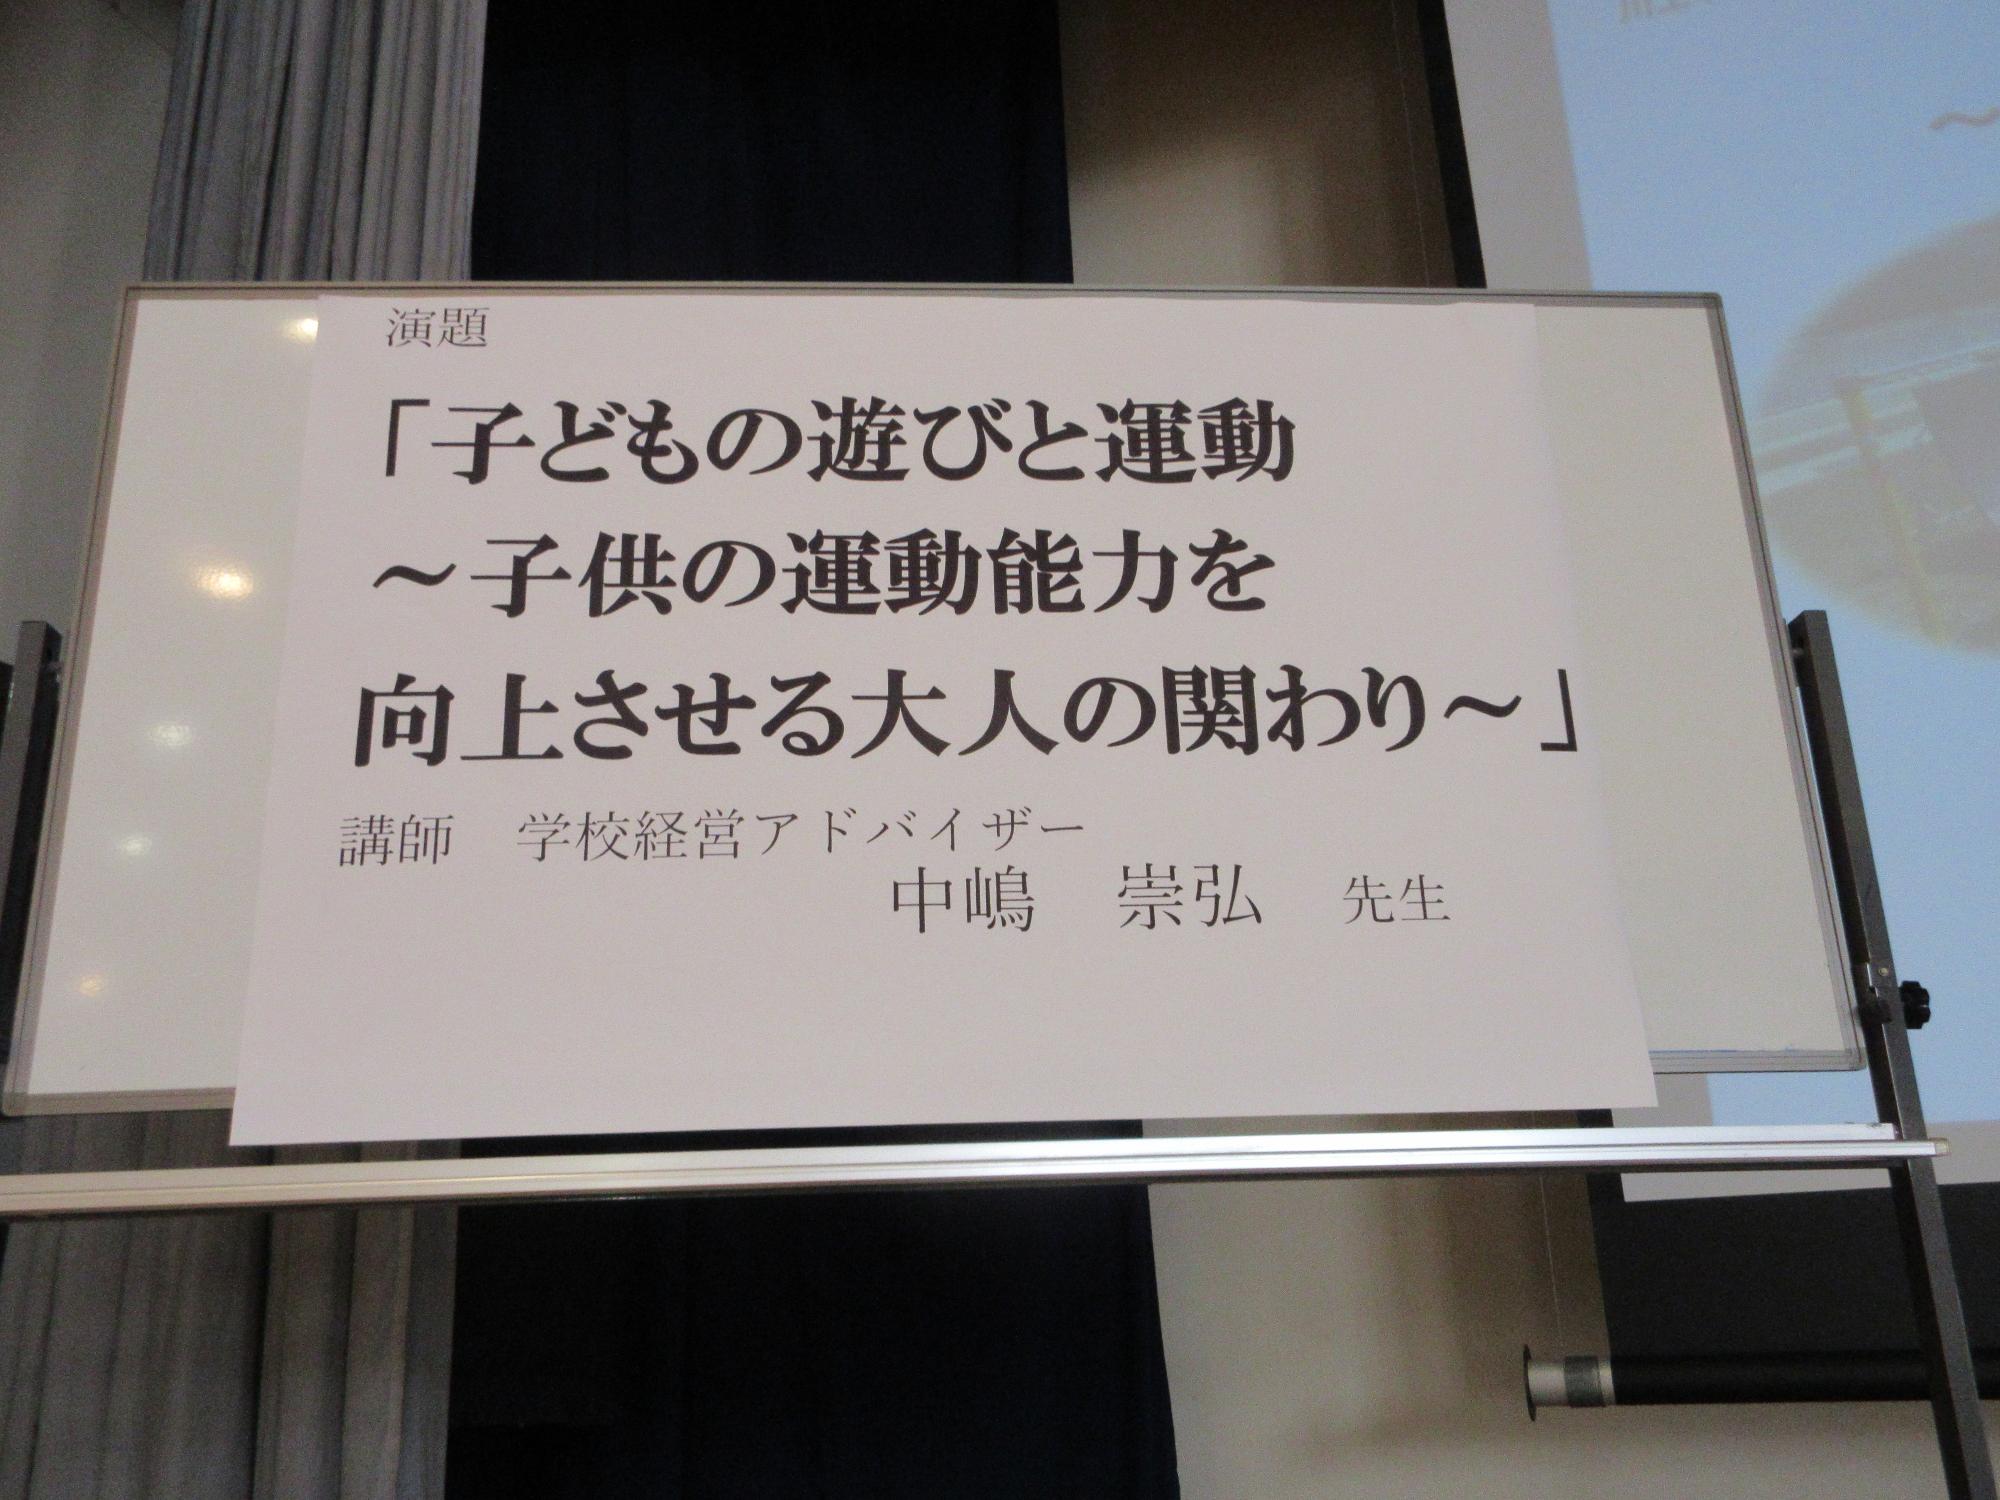 演題
「子どもの遊びと運動
～子供の運動能力を
向上させる大人の関わり～」
講師　学校経営アドバイザー
中嶋　崇弘　先生